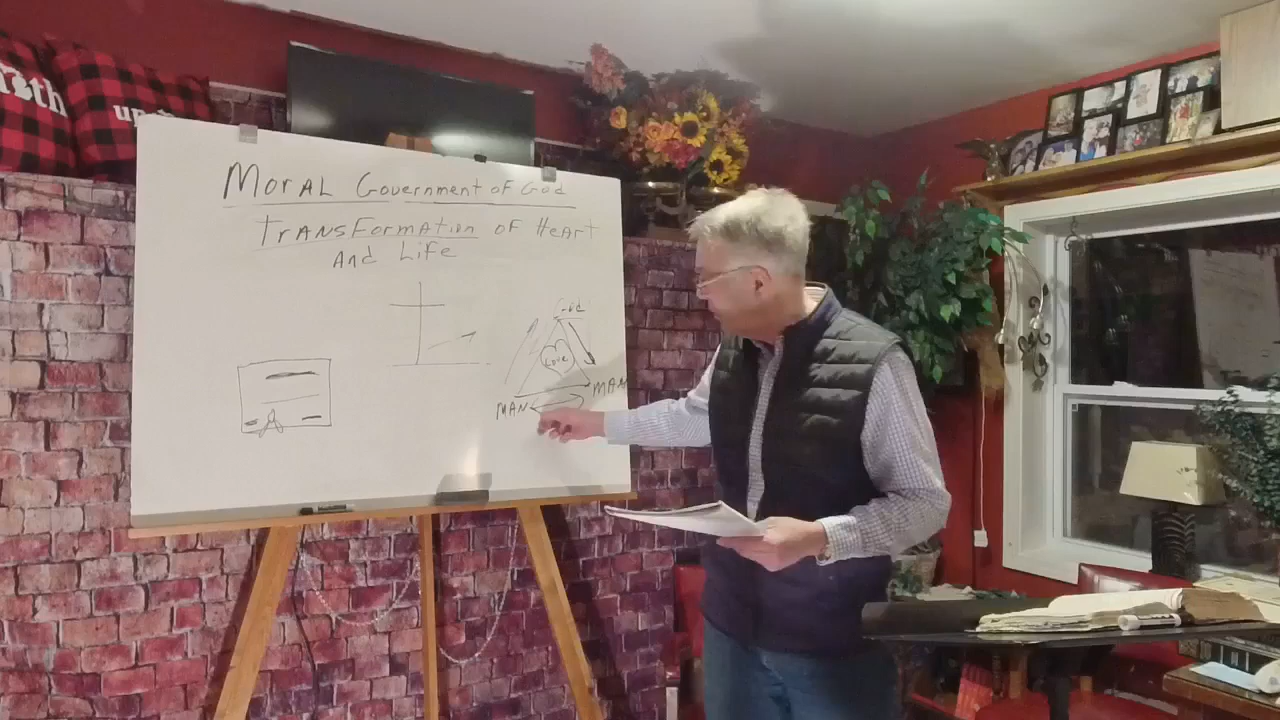 Moral Government of God
Transformation of Heart
And Life
God
Love
MAN
MAN